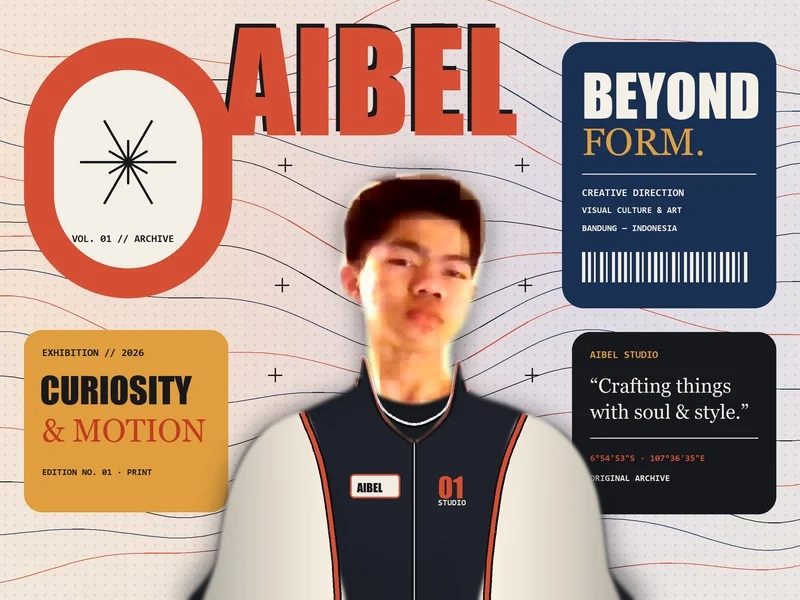 AIBEL
VOL. 01 // ARCHIVE
BEYOND
FORM.
CREATIVE DIRECTION
VISUAL CULTURE & ART
BANDUNG — INDONESIA
EXHIBITION // 2026
CURIOSITY
& MOTION
EDITION NO. 01 · PRINT
AIBEL STUDIO
“Crafting things
with soul & style.”
6°54'53"S · 107°36'35"E
ORIGINAL ARCHIVE
AIBEL
01
STUDIO